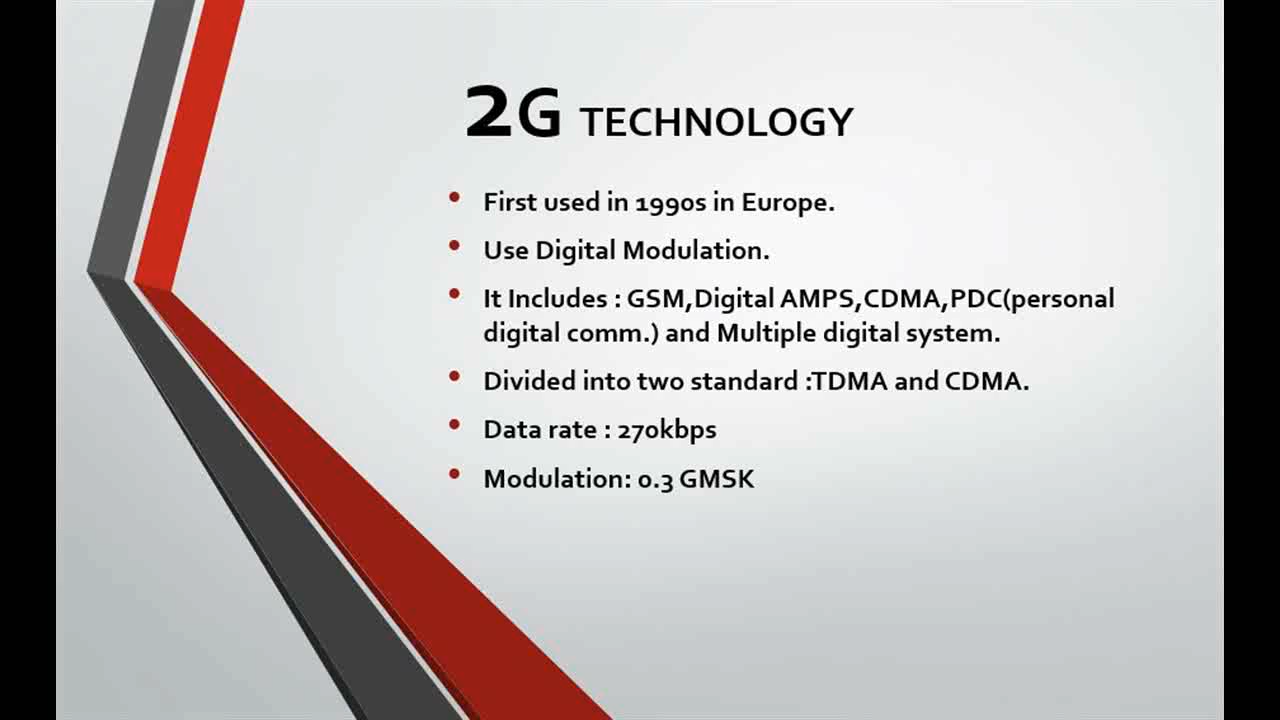 2G TECHNOLOGY
• First used in 1990s in Europe.
• Use Digital Modulation.
• It Includes : GSM,Digital AMPS,CDMA,PDC(personal
digital comm.) and Multiple digital system.
• Divided into two standard :TDMA and CDMA.
• Data rate : 270kbps
• Modulation: 0.3 GMSK